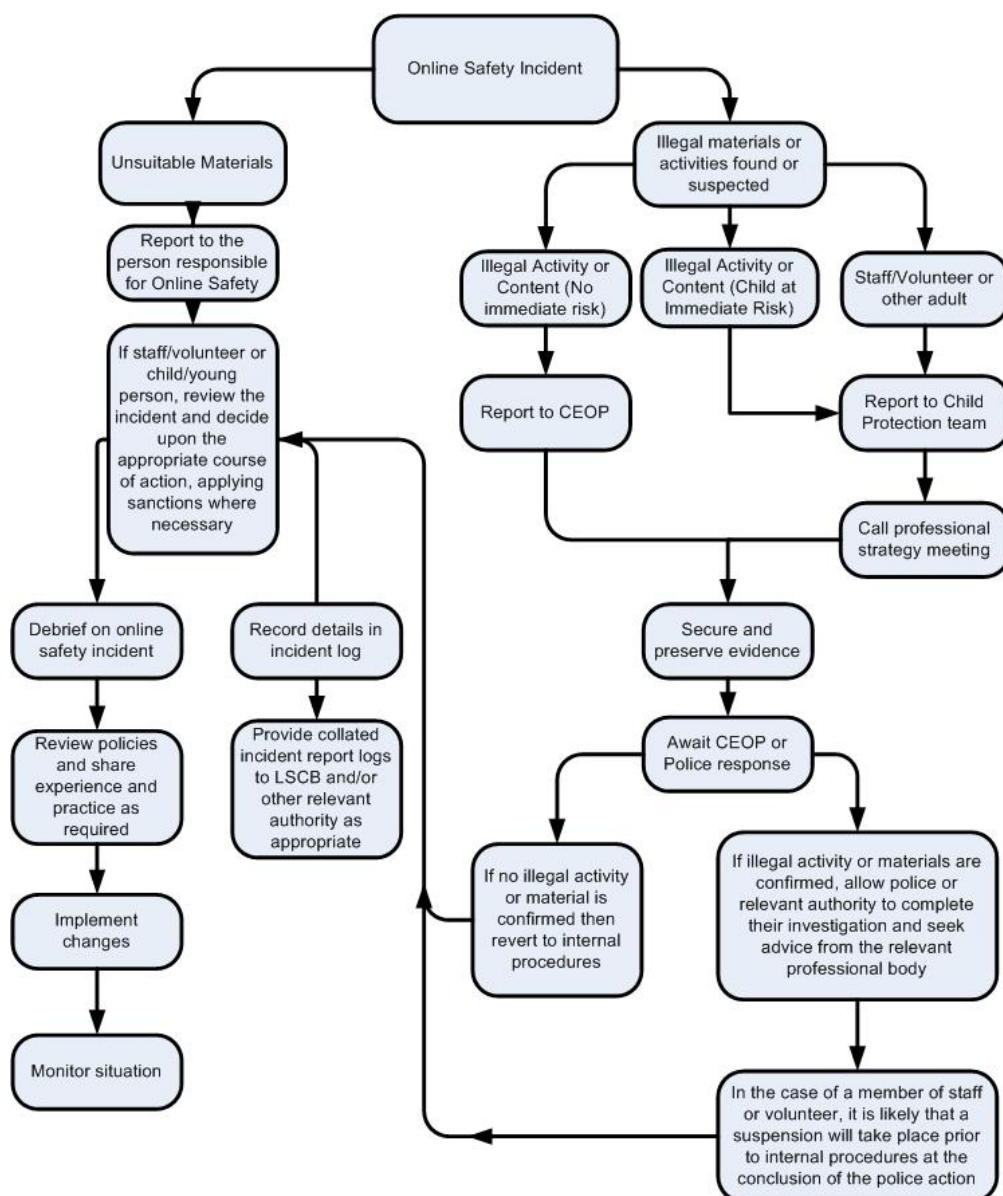 Online Safety Incident
Unsuitable Materials
Report to the
person responsible
for Online Safety
If staff/volunteer or
child/young
person, review the
incident and decide
upon the
appropriate course
of action, applying
sanctions where
necessary
Debrief on online
safety incident
Review policies
and share
experience and
practice as
required
Implement
changes
Monitor situation
Record details in
incident log
Provide collated
incident report logs
to LSCB and/or
other relevant
authority as
appropriate
Illegal materials or
activities found or
suspected
Illegal Activity or
Content (No
immediate risk)
Illegal Activity or
Content (Child at
Immediate Risk)
Staff/Volunteer or
other adult
Report to CEOP
Report to Child
Protection team
Call professional
strategy meeting
Secure and
preserve evidence
Await CEOP or
Police response
If no illegal activity
or material is
confirmed then
revert to internal
procedures
If illegal activity or materials are
confirmed, allow police or
relevant authority to complete
their investigation and seek
advice from the relevant
professional body
In the case of a member of staff
or volunteer, it is likely that a
suspension will take place prior
to internal procedures at the
conclusion of the police action